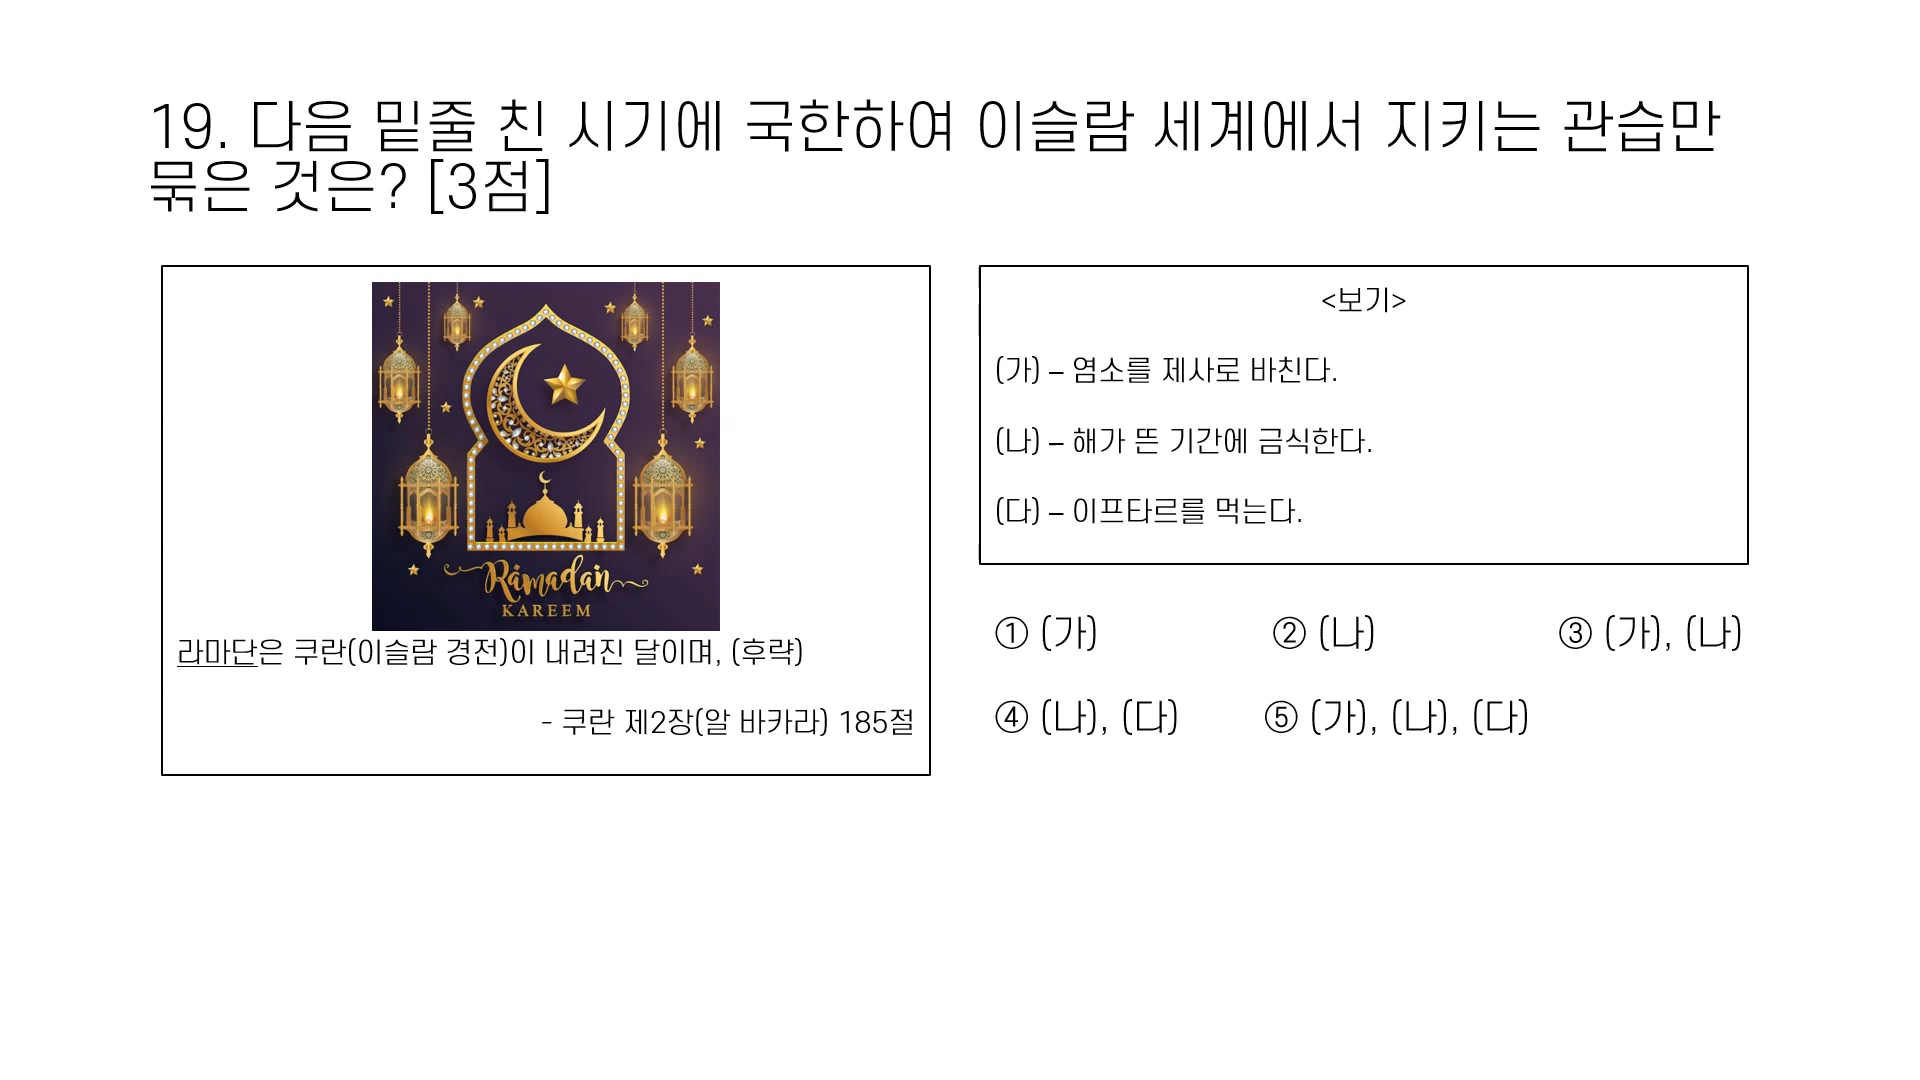 19. 다음 밑줄 친 시기에 국한하여 이슬람 세계에서 지키는 관습만
묶은 것은? [3점]
Ramadan
KAREEM
라마단은 쿠란(이슬람 경전)이 내려진 달이며, (후략)
- 쿠란 제2장(알 바카라) 185절
<보기>
(가) – 염소를 제사로 바친다.
(나) – 해가 뜬 기간에 금식한다.
(다) – 이프타르를 먹는다.
① (가) ② (나) ③ (가), (나)
④ (나), (다) ⑤ (가), (나), (다)